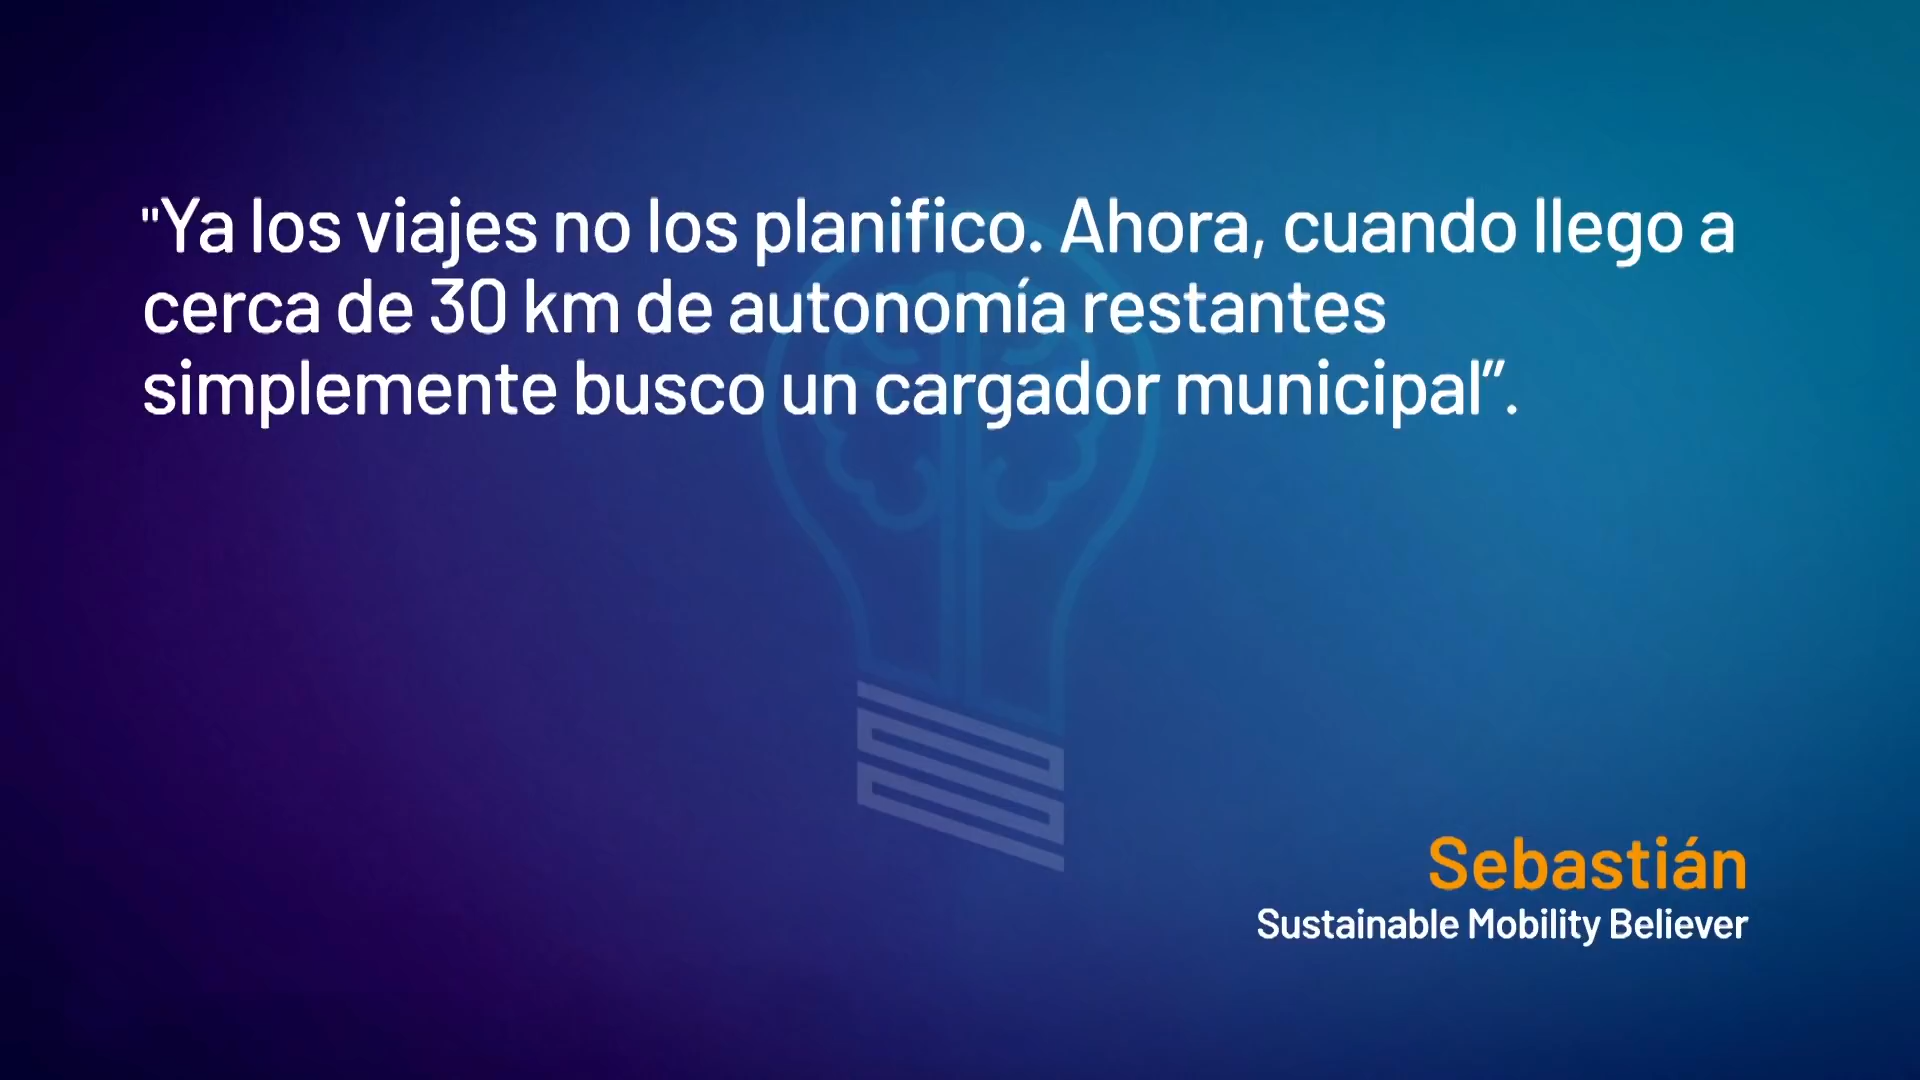 "Ya los viajes no los planifico. Ahora, cuando llego a
cerca de 30 km de autonomía restantes
simplemente busco un cargador municipal”.
Sebastián
Sustainable Mobility Believer